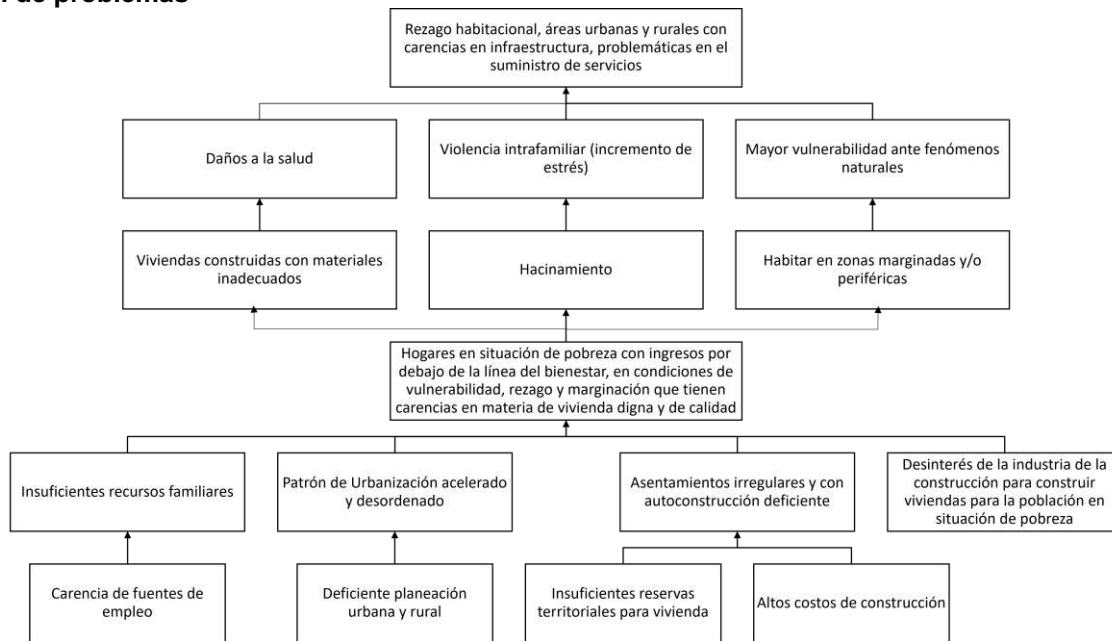 de problemas
Rezago habitacional, áreas urbanas y rurales con
carencias en infraestructura, problemáticas en el
suministro de servicios
Daños a la salud
Violencia intrafamiliar (incremento de
estrés)
Mayor vulnerabilidad ante fenómenos
naturales
Viviendas construidas con materiales
inadecuados
Hacinamiento
Habitar en zonas marginadas y/o
periféricas
Hogares en situación de pobreza con ingresos por
debajo de la línea del bienestar, en condiciones de
vulnerabilidad, rezago y marginación que tienen
carencias en materia de vivienda digna y de calidad
Insuficientes recursos familiares
Patrón de Urbanización acelerado
y desordenado
Asentamientos irregulares y con
autoconstrucción deficiente
Desinterés de la industria de la
construcción para construir
viviendas para la población en
situación de pobreza
Carencia de fuentes de
empleo
Deficiente planeación
urbana y rural
Insuficientes reservas
territoriales para vivienda
Altos costos de construcción